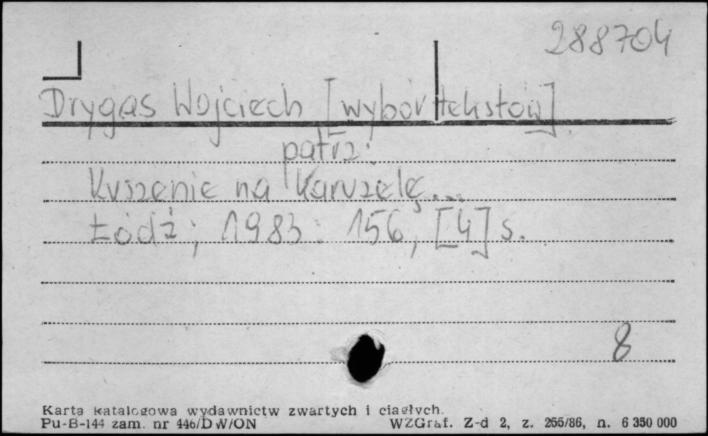 288704
Drygas Wojciech [wybór tekstów]
patrz:
Kuszenie na karuzelę...
Łódź; 1983: 156, [4] s.
8
Karta katalogowa wydawnictw zwartych i ciągłych.
Pu-B-144 zam. nr 446/DW/ON WZGraf. Z-d 2, z. 255/86, n. 6 350 000